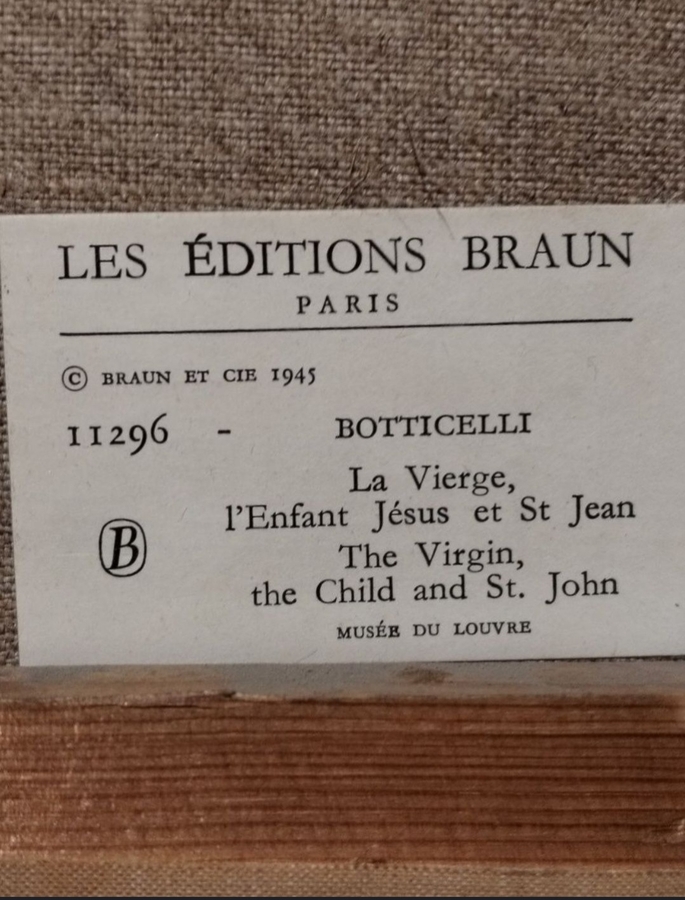 LES ÉDITIONS BRAUN
PARIS
© BRAUN ET CIE 1945
11296 - BOTTICELLI
La Vierge,
l'Enfant Jésus et St Jean
B
The Virgin,
the Child and St. John
MUSÉE DU LOUVRE